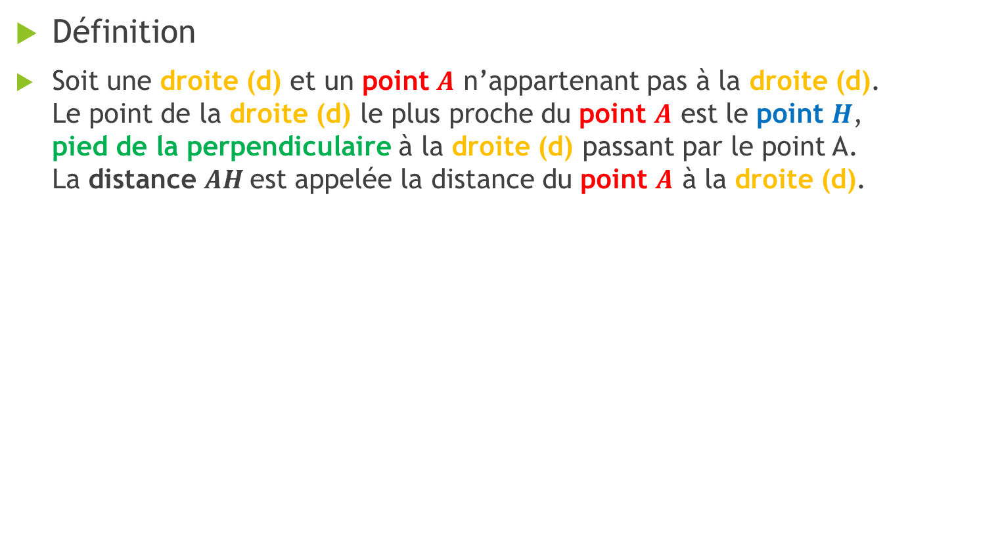 Définition
Soit une droite (d) et un point A n’appartenant pas à la droite (d).
Le point de la droite (d) le plus proche du point A est le point H,
pied de la perpendiculaire à la droite (d) passant par le point A.
La distance AH est appelée la distance du point A à la droite (d).